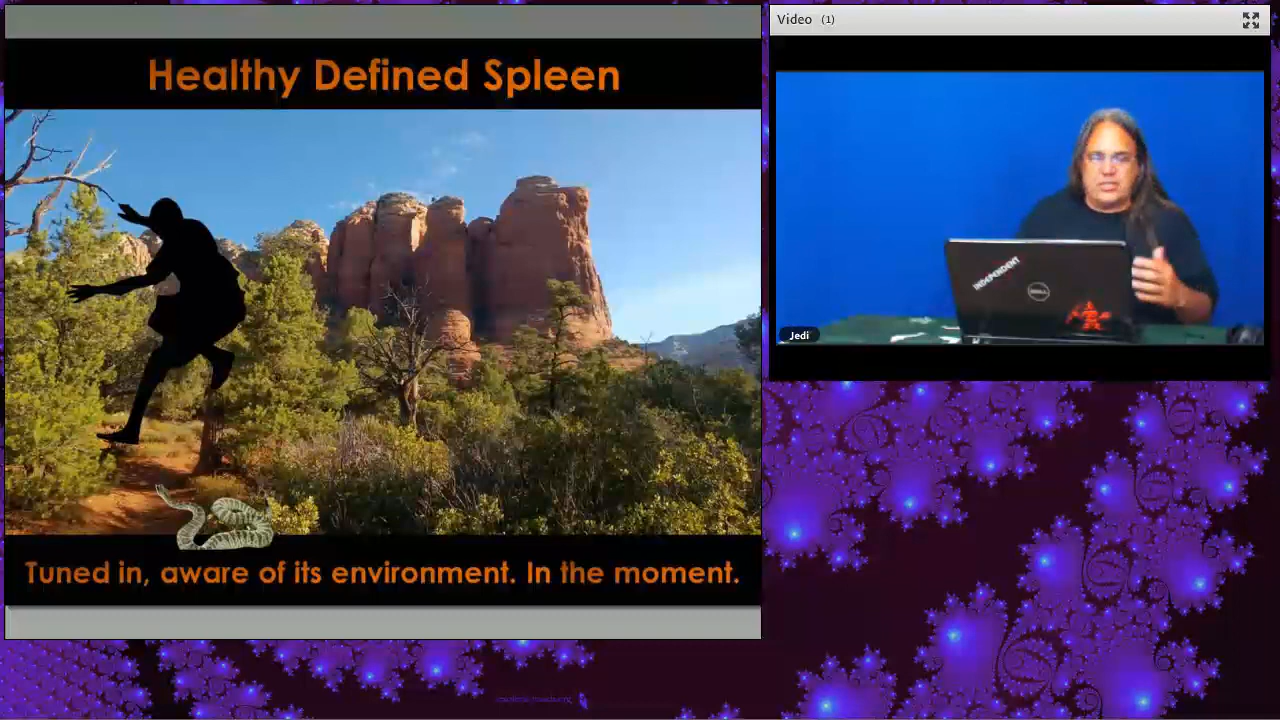 Healthy Defined Spleen
Tuned in, aware of its environment. In the moment.
Video (1)
INDEPENDENT
DELL
Jedi